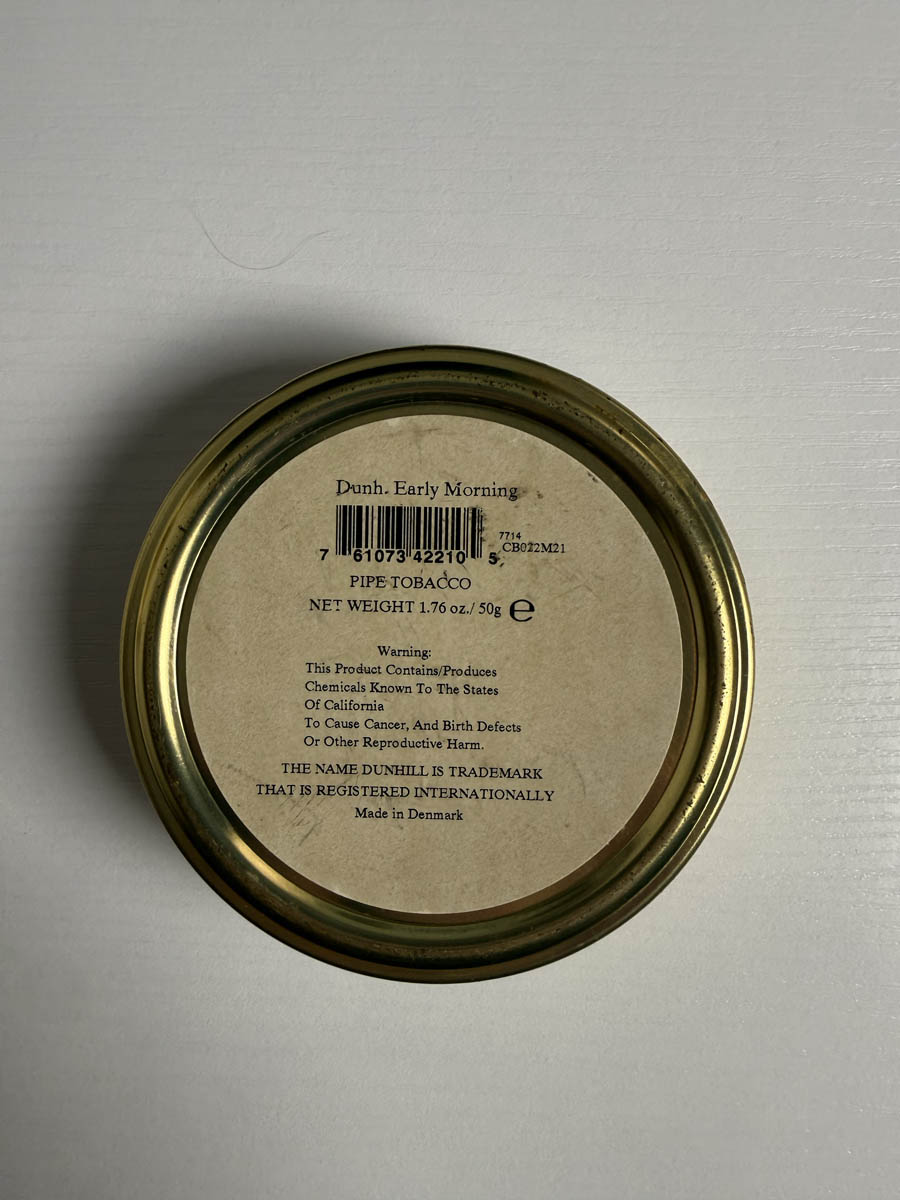 Dunh. Early Morning
7 61073 42210 5
7714
CB022M21
PIPE TOBACCO
NET WEIGHT 1.76 oz./ 50g ℮
Warning:
This Product Contains/Produces
Chemicals Known To The States
Of California
To Cause Cancer, And Birth Defects
Or Other Reproductive Harm.
THE NAME DUNHILL IS TRADEMARK
THAT IS REGISTERED INTERNATIONALLY
Made in Denmark